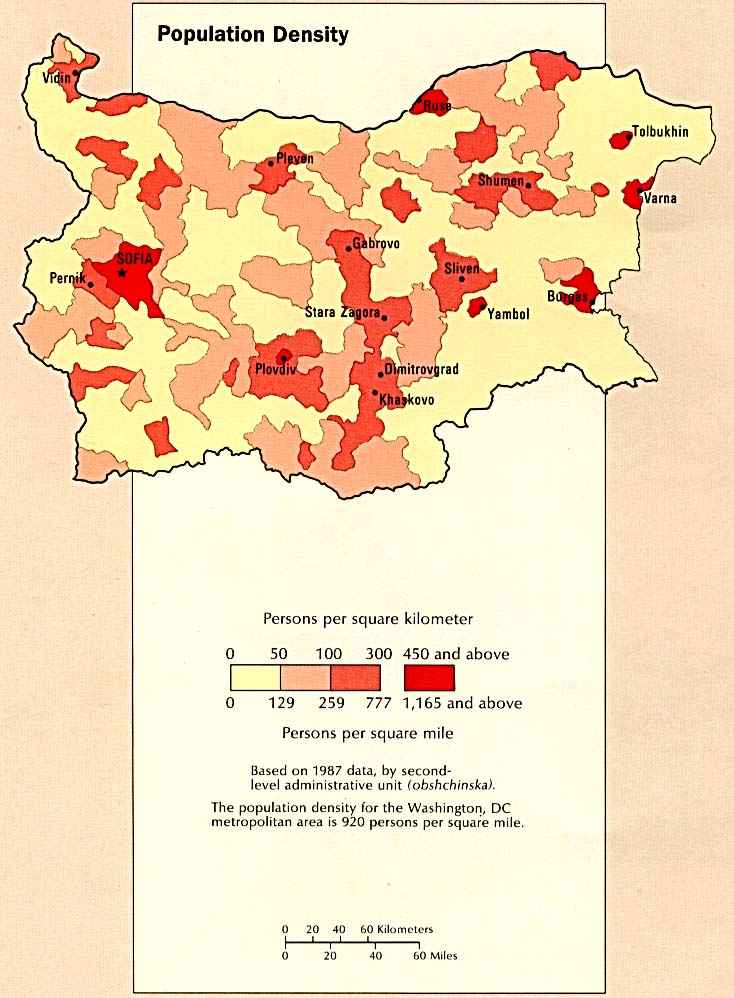 Population Density
Vidin
Ruse
Tolbukhin
Pleven
Shumen
Varna
Gabrovo
SOFIA
Pernik
Sliven
Burgas
Stara Zagora
Yambol
Plovdiv
Dimitrovgrad
Khaskovo
Persons per square kilometer
0 50 100 300 450 and above
0 129 259 777 1,165 and above
Persons per square mile
Based on 1987 data, by second-
level administrative unit (obshchinska).
The population density for the Washington, DC
metropolitan area is 920 persons per square mile.
0 20 40 60 Kilometers
0 20 40 60 Miles